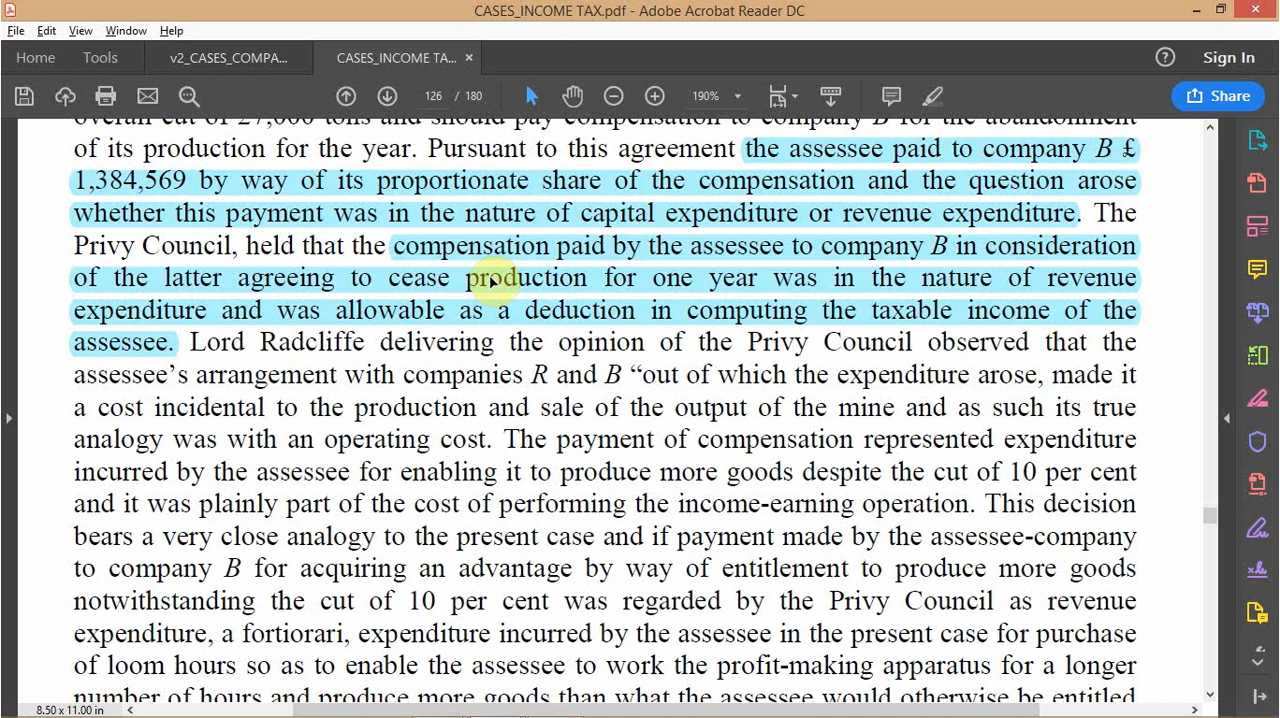 CASES_INCOME TAX.pdf - Adobe Acrobat Reader DC
File Edit View Window Help
Home Tools v2_CASES_COMPA... CASES_INCOME TA... × Sign In
126 / 180 190% Share
overall cut of 27,000 tons and should pay compensation to company B for the abandonment
of its production for the year. Pursuant to this agreement the assessee paid to company B £
1,384,569 by way of its proportionate share of the compensation and the question arose
whether this payment was in the nature of capital expenditure or revenue expenditure. The
Privy Council, held that the compensation paid by the assessee to company B in consideration
of the latter agreeing to cease production for one year was in the nature of revenue
expenditure and was allowable as a deduction in computing the taxable income of the
assessee. Lord Radcliffe delivering the opinion of the Privy Council observed that the
assessee’s arrangement with companies R and B “out of which the expenditure arose, made it
a cost incidental to the production and sale of the output of the mine and as such its true
analogy was with an operating cost. The payment of compensation represented expenditure
incurred by the assessee for enabling it to produce more goods despite the cut of 10 per cent
and it was plainly part of the cost of performing the income-earning operation. This decision
bears a very close analogy to the present case and if payment made by the assessee-company
to company B for acquiring an advantage by way of entitlement to produce more goods
notwithstanding the cut of 10 per cent was regarded by the Privy Council as revenue
expenditure, a fortiorari, expenditure incurred by the assessee in the present case for purchase
of loom hours so as to enable the assessee to work the profit-making apparatus for a longer
number of hours and produce more goods than what the assessee would otherwise be entitled
8.50 x 11.00 in